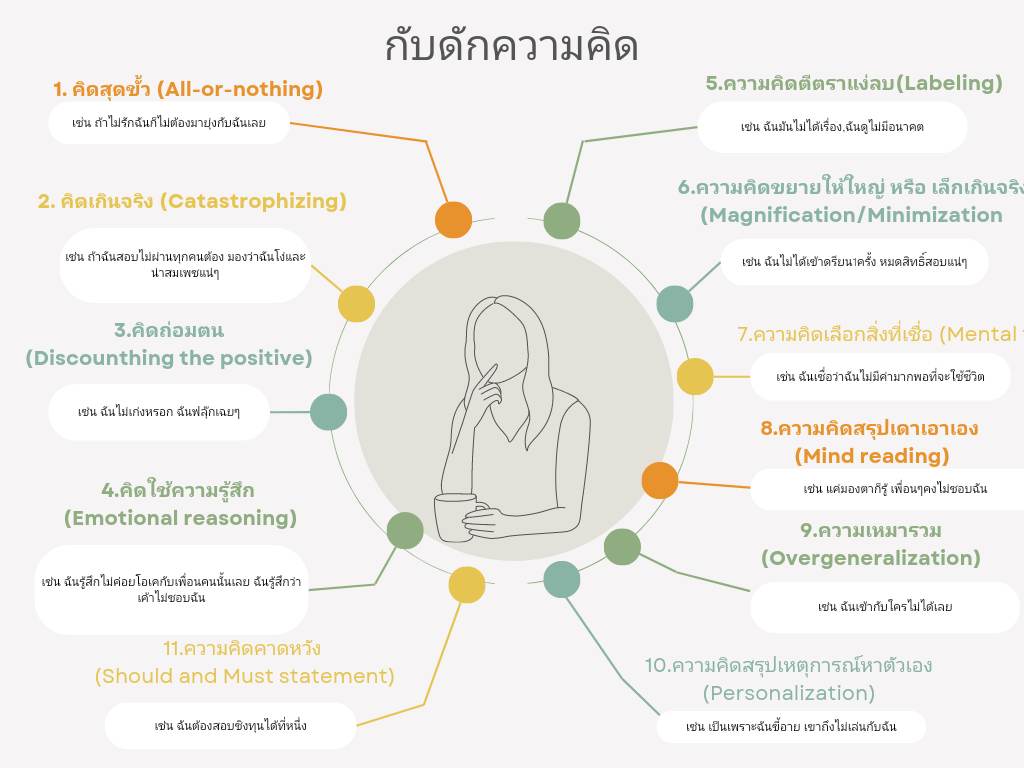 กับดักความคิด
1. คิดสุดขั้ว (All-or-nothing)
เช่น ถ้าไม่รักฉันก็ไม่ต้องมายุ่งกับฉันเลย
2. คิดเกินจริง (Catastrophizing)
เช่น ถ้าฉันสอบไม่ผ่านทุกคนต้อง มองว่าฉันโง่และ
น่าสมเพชแน่ๆ
3.คิดถ่อมตน
(Discounthing the positive)
เช่น ฉันไม่เก่งหรอก ฉันฟลุ๊กเฉยๆ
4.คิดใช้ความรู้สึก
(Emotional reasoning)
เช่น ฉันรู้สึกไม่ค่อยโอเคกับเพื่อนคนนั้นเลย ฉันรู้สึกว่า
เค้าไม่ชอบฉัน
5.ความคิดตีตราแง่ลบ(Labeling)
เช่น ฉันมันไม่ได้เรื่อง,ฉันดูไม่มีอนาคต
6.ความคิดขยายให้ใหญ่ หรือ เล็กเกินจริง
(Magnification/Minimization
เช่น ฉันไม่ได้เข้าดรียน1ครั้ง หมดสิทธิ์สอบแน่ๆ
7.ความคิดเลือกสิ่งที่เชื่อ (Mental
เช่น ฉันเชื่อว่าฉันไม่มีค่ามากพอที่จะใช้ชีวิต
8.ความคิดสรุปเดาเอาเอง
(Mind reading)
เช่น แค่มองตาก็รู้ เพื่อนๆคงไม่ชอบฉัน
9.ความเหมารวม
(Overgeneralization)
เช่น ฉันเข้ากับใครไม่ได้เลย
10.ความคิดสรุปเหตุการณ์หาตัวเอง
(Personalization)
เช่น เป็นเพราะฉันขี้อาย เขาถึงไม่เล่นกับฉัน
11.ความคิดคาดหวัง
(Should and Must statement)
เช่น ฉันต้องสอบชิงทุนได้ที่หนึ่ง